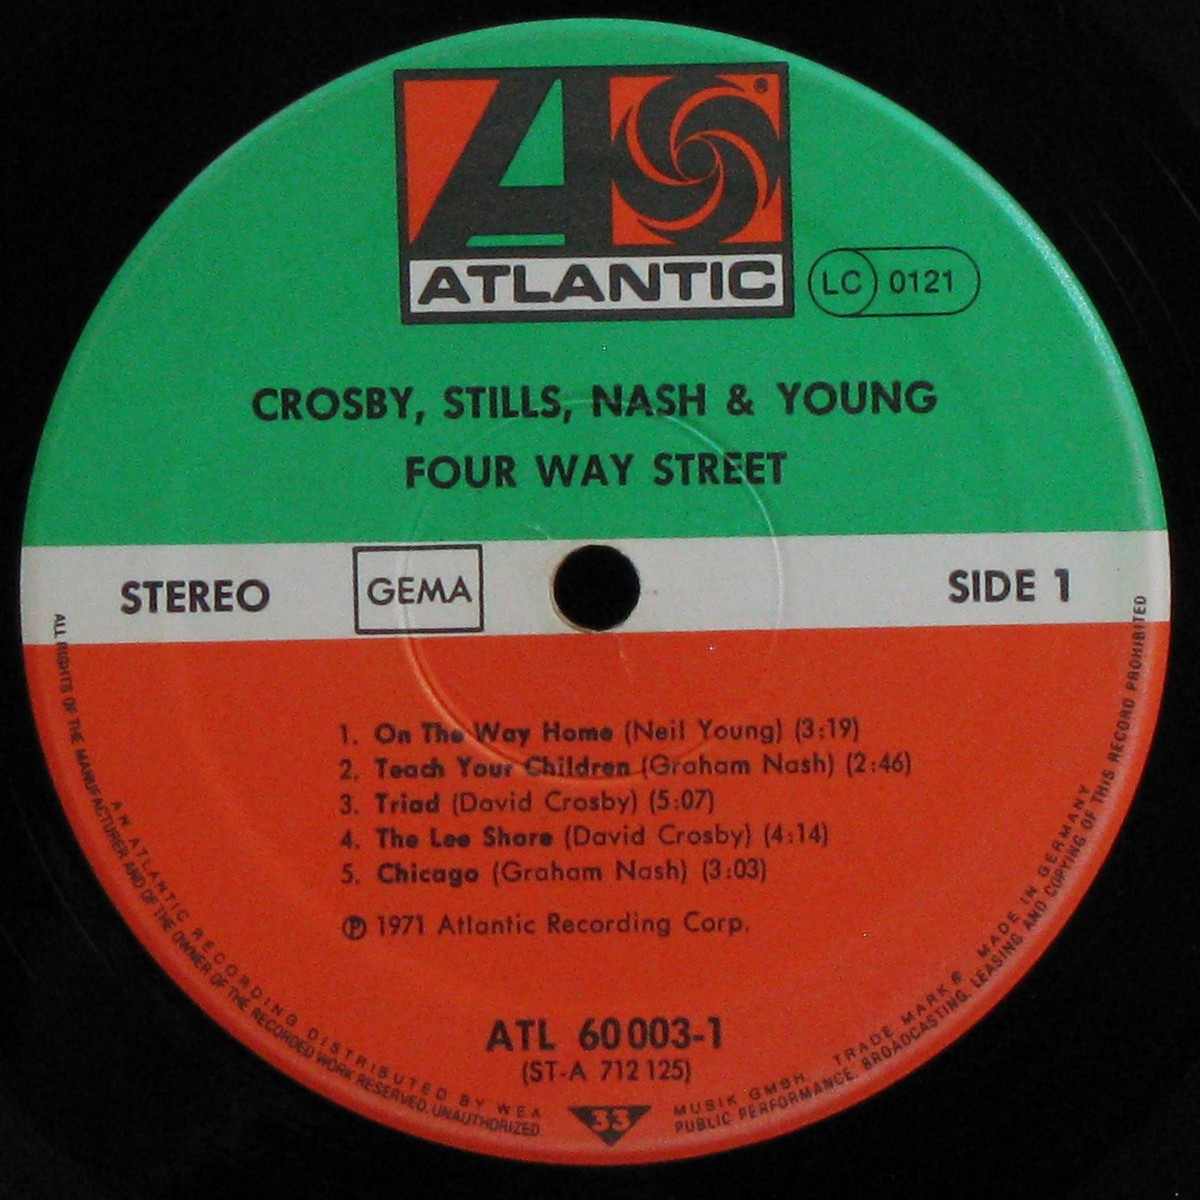 ATLANTIC ®
LC 0121
CROSBY, STILLS, NASH & YOUNG
FOUR WAY STREET
STEREO GEMA SIDE 1
1. On The Way Home (Neil Young) (3:19)
2. Teach Your Children (Graham Nash) (2:46)
3. Triad (David Crosby) (5:07)
4. The Lee Shore (David Crosby) (4:14)
5. Chicago (Graham Nash) (3:03)
℗ 1971 Atlantic Recording Corp.
ATL 60 003-1
(ST-A 712 125)
33
AN ATLANTIC RECORDING DISTRIBUTED BY WEA MUSIK GMBH. TRADE MARK ® MADE IN GERMANY
ALL RIGHTS OF THE MANUFACTURER AND OF THE OWNER OF THE RECORDED WORK RESERVED. UNAUTHORIZED PUBLIC PERFORMANCE, BROADCASTING, LEASING AND COPYING OF THIS RECORD PROHIBITED